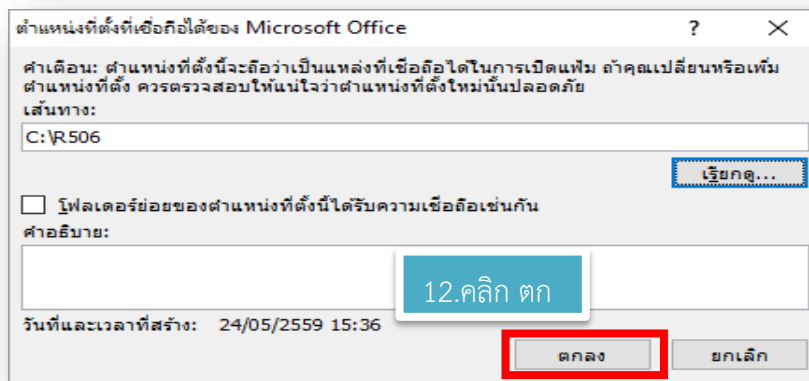 ตำแหน่งที่ตั้งที่เชื่อถือได้ของ Microsoft Office
คำเตือน: ตำแหน่งที่ตั้งนี้จะถือว่าเป็นแหล่งที่เชื่อถือได้ในการเปิดแฟ้ม ถ้าคุณเปลี่ยนหรือเพิ่ม
ตำแหน่งที่ตั้ง ควรตรวจสอบให้แน่ใจว่าตำแหน่งที่ตั้งใหม่นั้นปลอดภัย
เส้นทาง:
C:\R506
เรียกดู...
โฟลเดอร์ย่อยของตำแหน่งที่ตั้งนี้ได้รับความเชื่อถือเช่นกัน
คำอธิบาย:
12.คลิก ตก
วันที่และเวลาที่สร้าง: 24/05/2559 15:36
ตกลง ยกเลิก